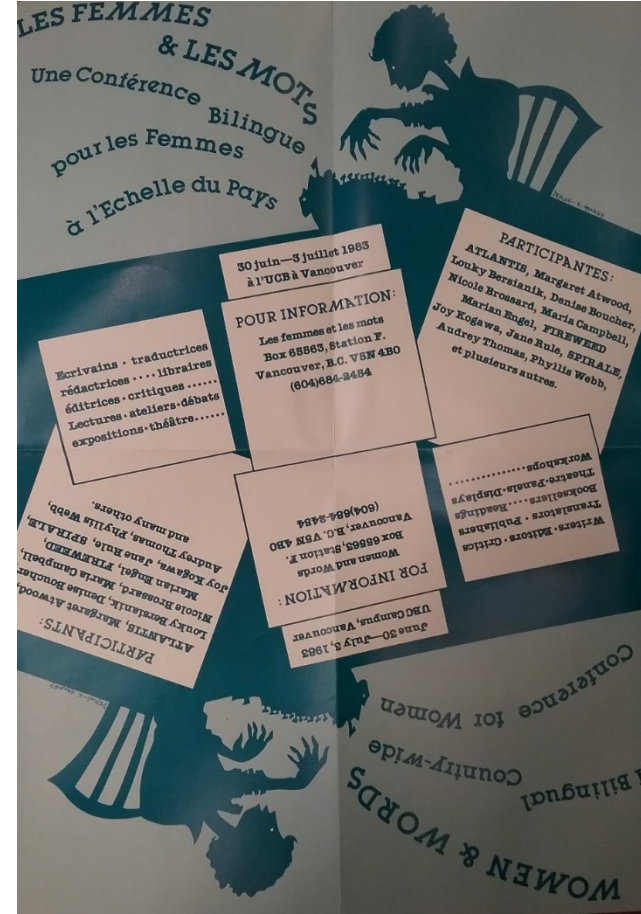 LES FEMMES
& LES MOTS
Une Conférence
Bilingue
pour les Femmes
à l'Echelle du Pays
30 juin—3 juillet 1983
à l'UCB à Vancouver
POUR INFORMATION:
Les femmes et les mots
Box 65563, Station F.
Vancouver, B.C. V5N 4B0
(604)684-2454
PARTICIPANTES:
ATLANTIS, Margaret Atwood,
Louky Bersianik, Denise Boucher,
Nicole Brossard, Maria Campbell,
Marian Engel, FIREWEED
Joy Kogawa, Jane Rule, SPIRALE,
Audrey Thomas, Phyllis Webb,
et plusieurs autres.
Ecrivains · traductrices
rédactrices .... libraires
éditrices · critiques ......
Lectures · ateliers · débats
expositions · théâtre......
WOMEN & WORDS
Bilingual
Country-wide
Conference for Women
June 30—July 3, 1983
UBC Campus, Vancouver
FOR INFORMATION:
Women and Words
Box 65563, Station F.
Vancouver, B.C. V5N 4B0
(604)684-2454
PARTICIPANTS:
ATLANTIS, Margaret Atwood,
Louky Bersianik, Denise Boucher
Nicole Brossard, Maria Campbell,
Marian Engel, FIREWEED,
Joy Kogawa, Jane Rule, SPIRALE,
Audrey Thomas, Phyllis Webb,
and many others.
Writers · Editors · Critics
Translators · Publishers
Booksellers ..... Readings
Theatre · Panels · Displays
Workshops ...............